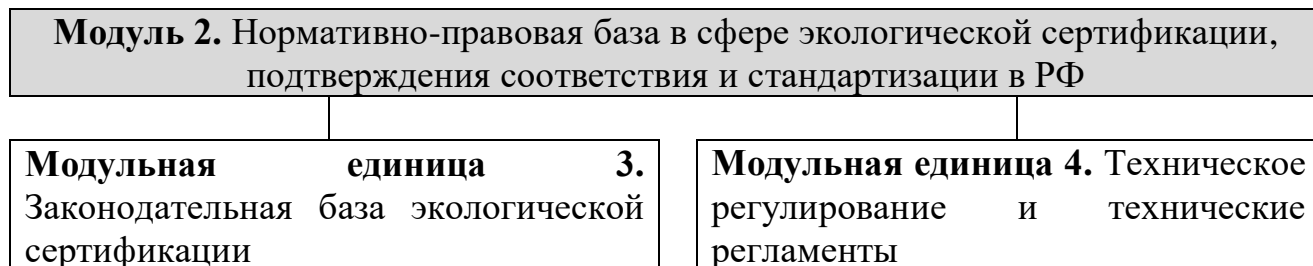 Модуль 2. Нормативно-правовая база в сфере экологической сертификации,
подтверждения соответствия и стандартизации в РФ
Модульная единица 3.
Законодательная база экологической
сертификации
Модульная единица 4. Техническое
регулирование и технические
регламенты